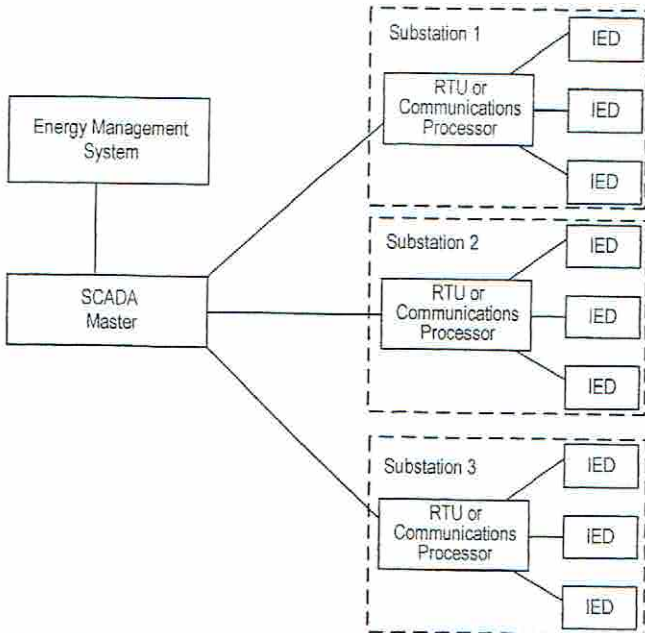 Energy Management
System
SCADA
Master
Substation 1
RTU or
Communications
Processor
IED
IED
IED
Substation 2
RTU or
Communications
Processor
IED
IED
IED
Substation 3
RTU or
Communications
Processor
IED
IED
IED